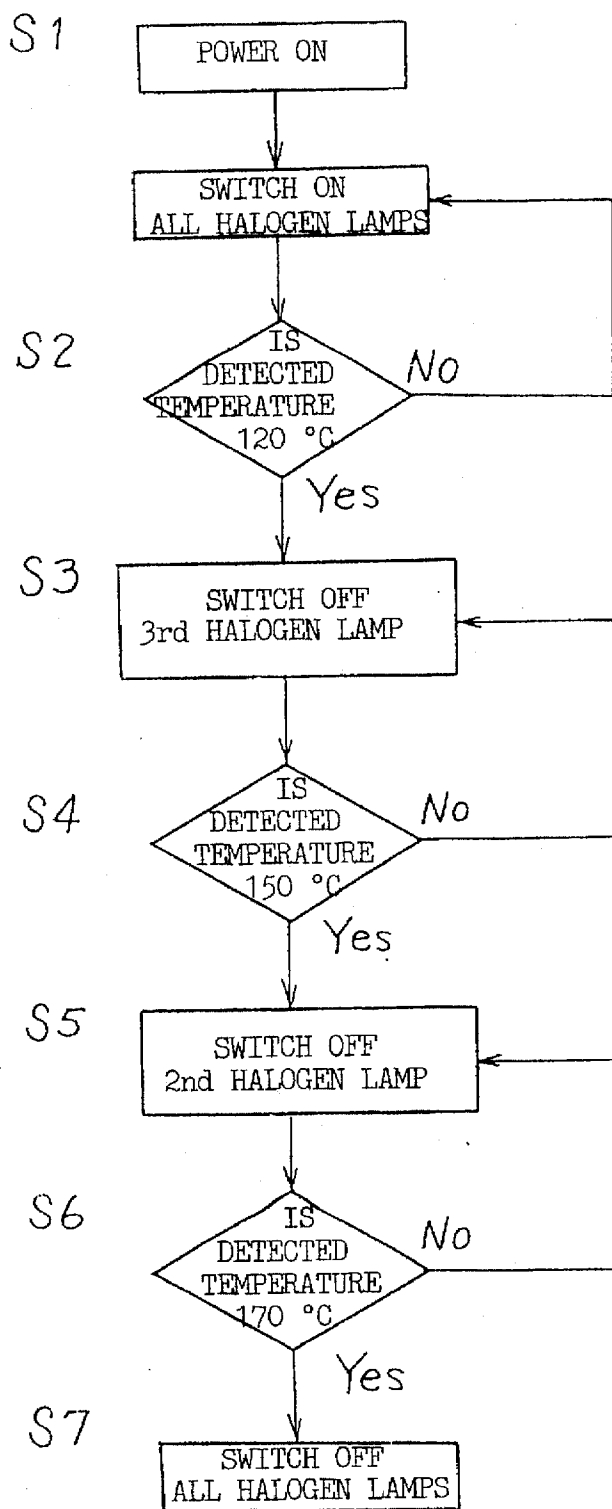 S1
POWER ON
SWITCH ON
ALL HALOGEN LAMPS
S2
IS
DETECTED
TEMPERATURE
120 °C
No
Yes
S3
SWITCH OFF
3rd HALOGEN LAMP
S4
IS
DETECTED
TEMPERATURE
150 °C
No
Yes
S5
SWITCH OFF
2nd HALOGEN LAMP
S6
IS
DETECTED
TEMPERATURE
170 °C
No
Yes
S7
SWITCH OFF
ALL HALOGEN LAMPS